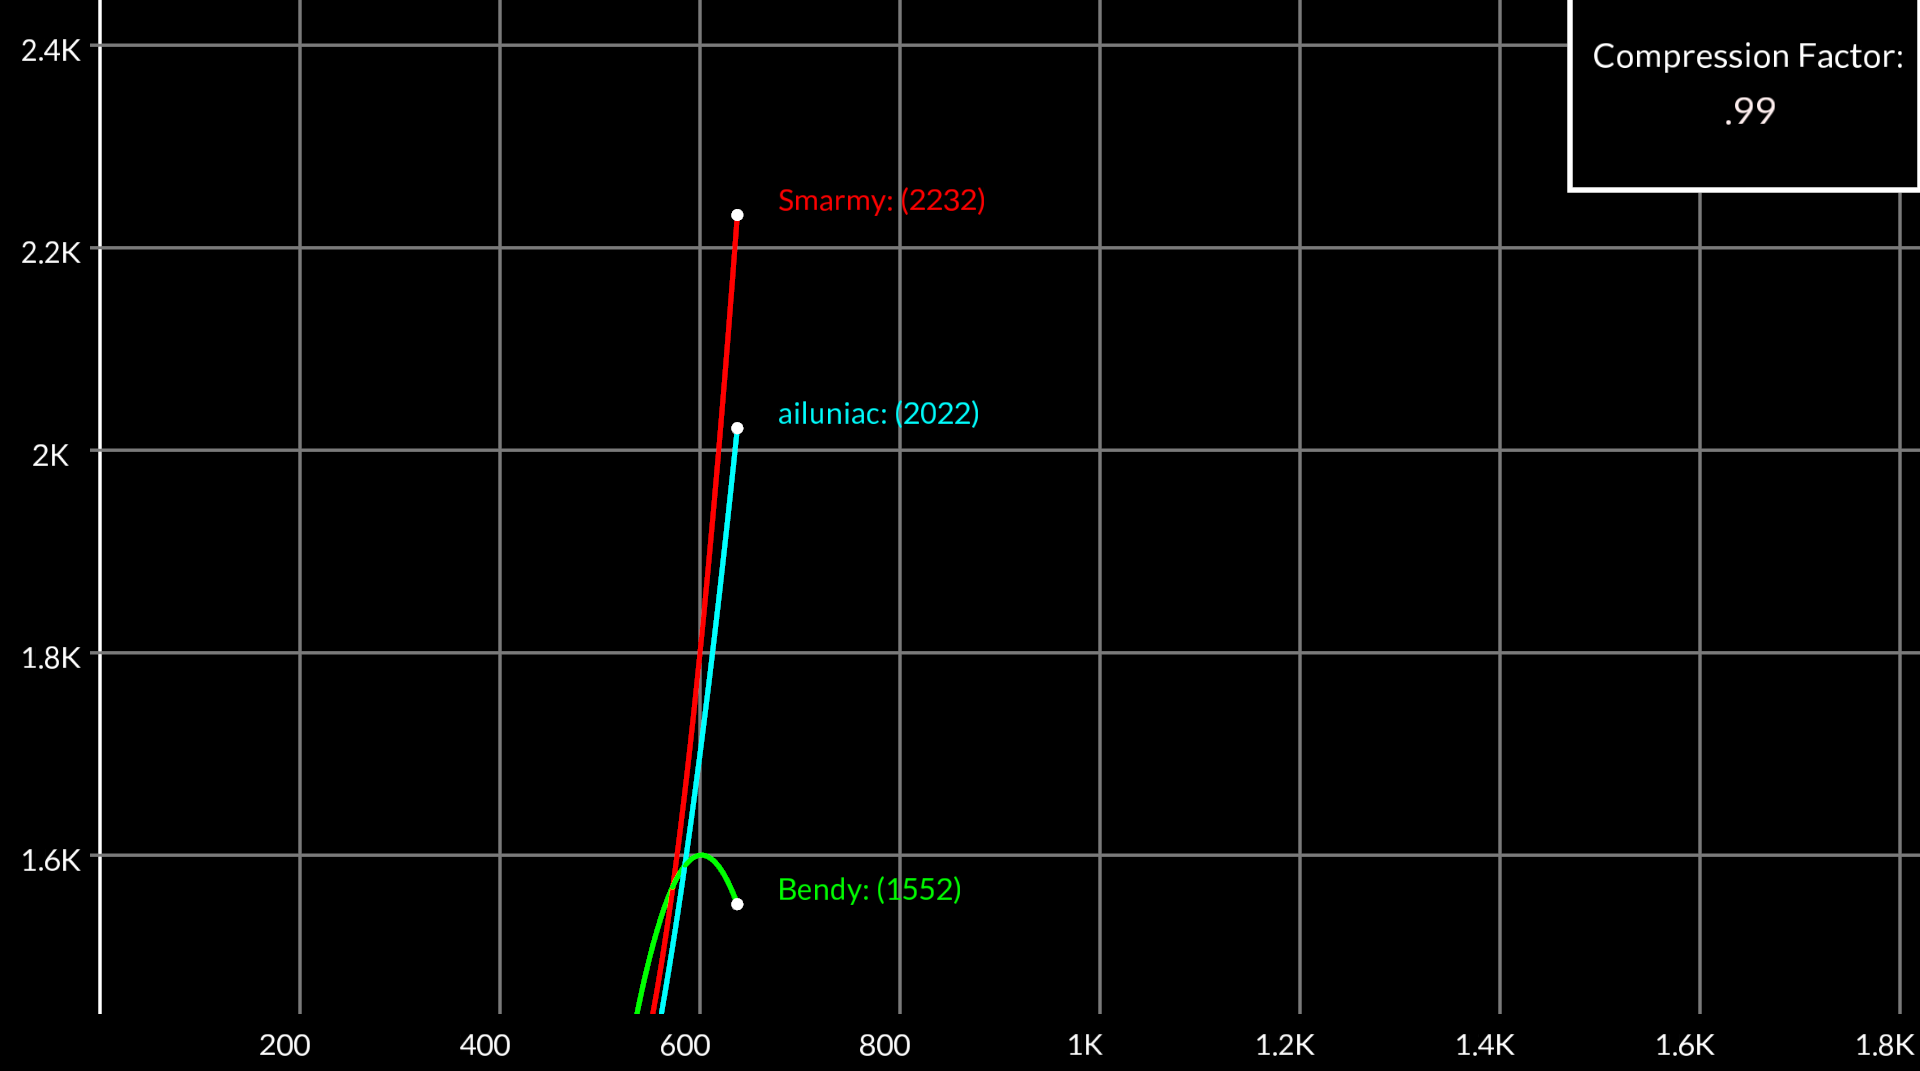 2.4K
Compression Factor:
.99
Smarmy: (2232)
2.2K
ailuniac: (2022)
2K
1.8K
1.6K
Bendy: (1552)
200 400 600 800 1K 1.2K 1.4K 1.6K 1.8K